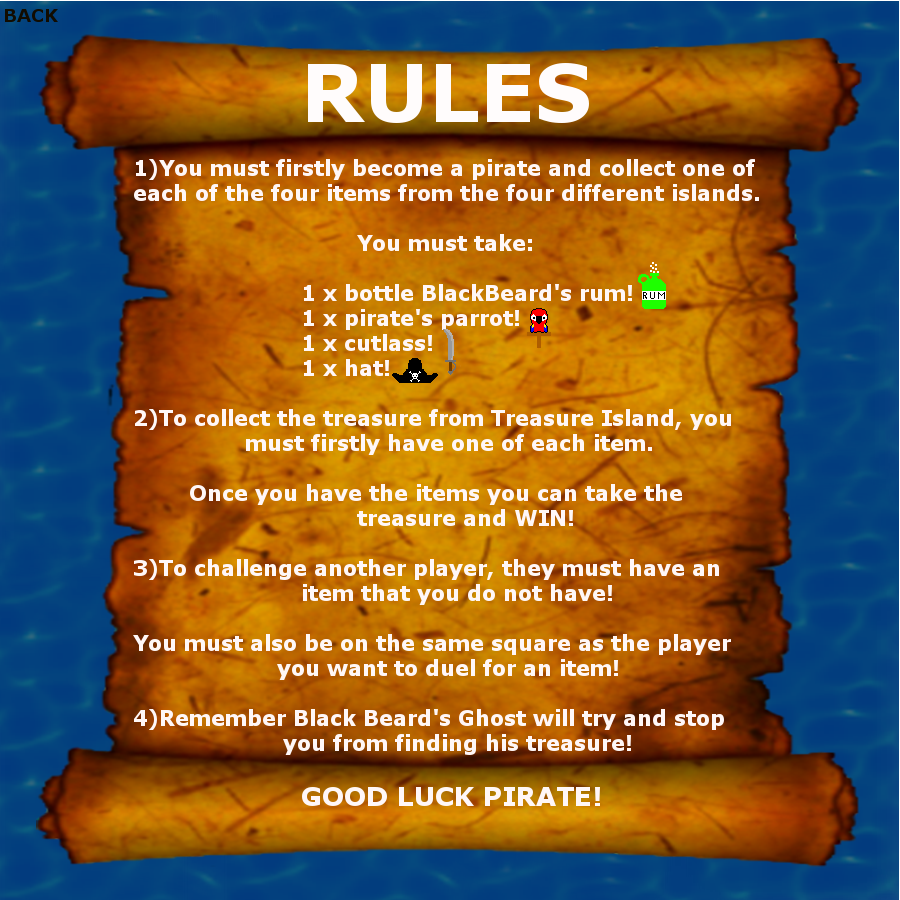 BACK
RULES
1)You must firstly become a pirate and collect one of
each of the four items from the four different islands.
You must take:
1 x bottle BlackBeard's rum!
RUM
1 x pirate's parrot!
1 x cutlass!
1 x hat!
2)To collect the treasure from Treasure Island, you
must firstly have one of each item.
Once you have the items you can take the
treasure and WIN!
3)To challenge another player, they must have an
item that you do not have!
You must also be on the same square as the player
you want to duel for an item!
4)Remember Black Beard's Ghost will try and stop
you from finding his treasure!
GOOD LUCK PIRATE!